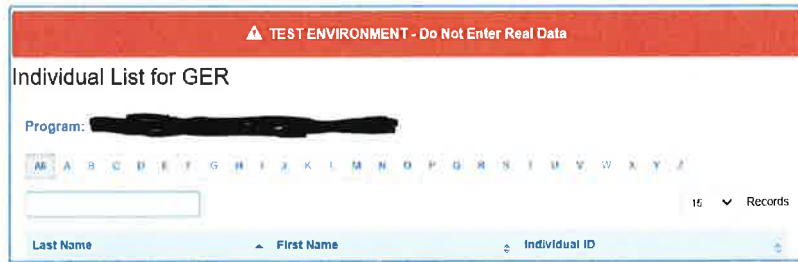 TEST ENVIRONMENT - Do Not Enter Real Data
Individual List for GER
Program:
All A B C D E F G H I J K L M N O P Q R S T U V W X Y Z
15 Records
Last Name First Name Individual ID